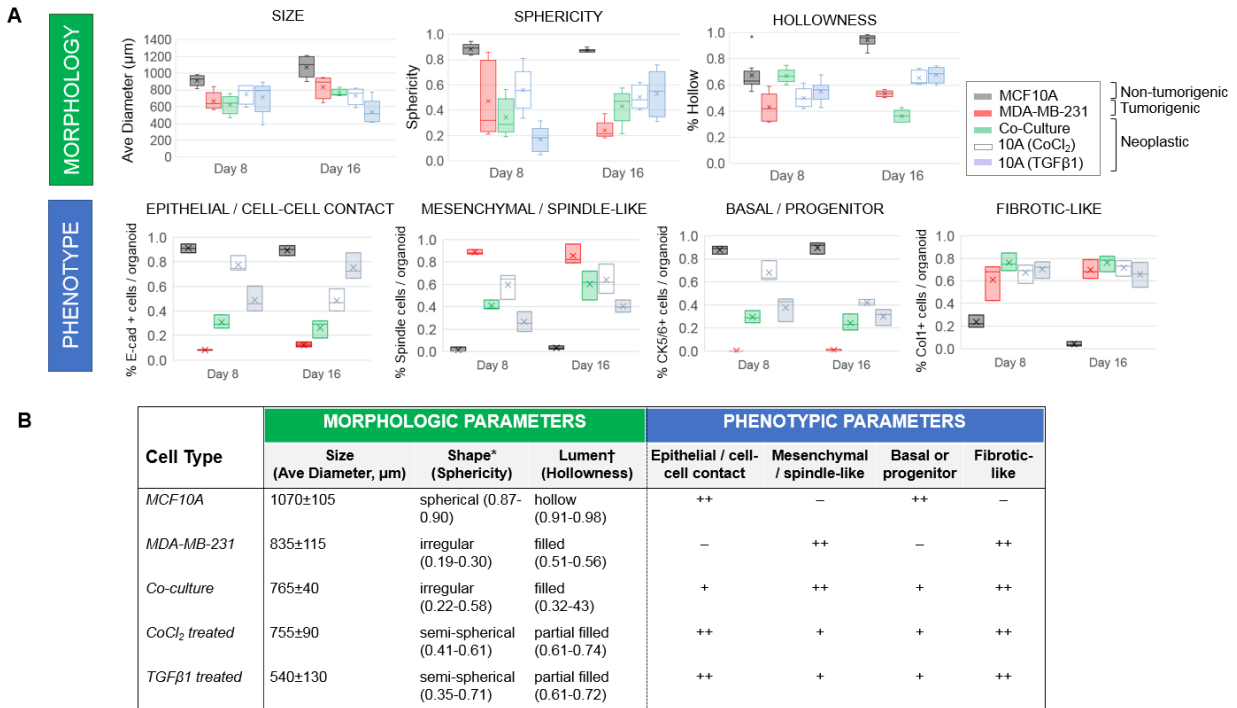 A
MORPHOLOGY
SIZE
Ave Diameter (µm)
1400
1200
1000
800
600
400
200
0
Day 8
Day 16
SPHERICITY
Sphericity
1.0
0.8
0.6
0.4
0.2
0.0
Day 8
Day 16
HOLLOWNESS
% Hollow
1.0
0.8
0.6
0.4
0.2
0.0
Day 8
Day 16
MCF10A
MDA-MB-231
Co-Culture
10A (CoCl₂)
10A (TGFβ1)
Non-tumorigenic
Tumorigenic
Neoplastic
PHENOTYPE
EPITHELIAL / CELL-CELL CONTACT
% E-cad + cells / organoid
1.0
0.8
0.6
0.4
0.2
0.0
Day 8
Day 16
MESENCHYMAL / SPINDLE-LIKE
% Spindle cells / organoid
1.0
0.8
0.6
0.4
0.2
0.0
Day 8
Day 16
BASAL / PROGENITOR
% CK5/6+ cells / organoid
1.0
0.8
0.6
0.4
0.2
0.0
Day 8
Day 16
FIBROTIC-LIKE
% Col1+ cells / organoid
1.0
0.8
0.6
0.4
0.2
0.0
Day 8
Day 16
B
MORPHOLOGIC PARAMETERS PHENOTYPIC PARAMETERS
Cell Type
Size
(Ave Diameter, µm)
Shape*
(Sphericity)
Lumen†
(Hollowness)
Epithelial / cell-
cell contact
Mesenchymal
/ spindle-like
Basal or
progenitor
Fibrotic-
like
MCF10A 1070±105
spherical (0.87-
0.90)
hollow
(0.91-0.98)
++ – ++ –
MDA-MB-231 835±115
irregular
(0.19-0.30)
filled
(0.51-0.56)
– ++ – ++
Co-culture 765±40
irregular
(0.22-0.58)
filled
(0.32-43)
+ ++ + ++
CoCl₂ treated 755±90
semi-spherical
(0.41-0.61)
partial filled
(0.61-0.74)
++ + + ++
TGFβ1 treated 540±130
semi-spherical
(0.35-0.71)
partial filled
(0.61-0.72)
++ + + ++